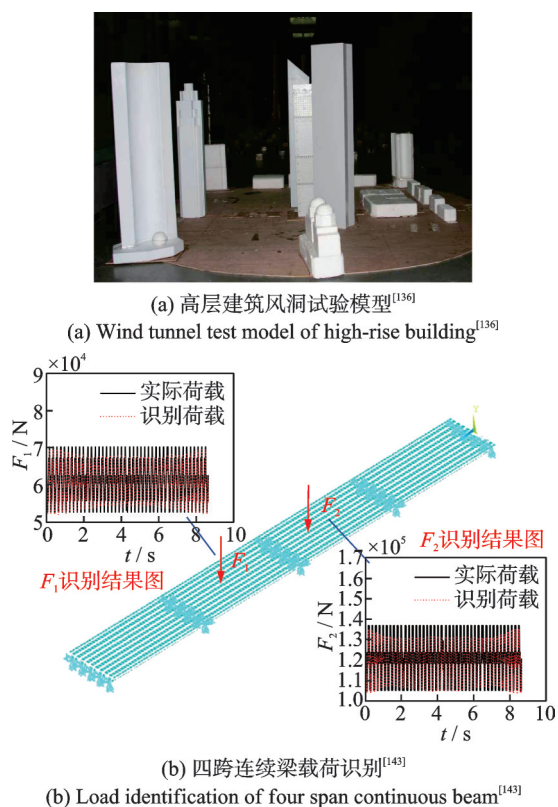 (a) 高层建筑风洞试验模型[136]
(a) Wind tunnel test model of high-rise building[136]
×10⁴
9
8
7
6
5
F₁ / N
实际荷载
识别荷载
0 2 4 6 8 10
t / s
F₁识别结果图
F₁
F₂
Y
F₂识别结果图
×10⁵
1.7
1.6
1.5
1.4
1.3
1.2
1.1
1.0
F₂ / N
实际荷载
识别荷载
0 2 4 6 8 10
t / s
(b) 四跨连续梁载荷识别[143]
(b) Load identification of four span continuous beam[143]